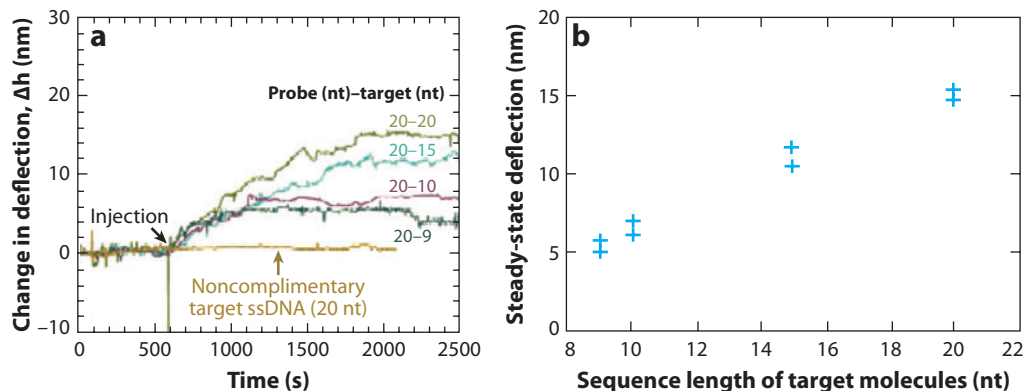 a
Change in deflection, Δh (nm)
30
20
10
0
–10
Probe (nt)–target (nt)
20–20
20–15
20–10
20–9
Injection
Noncomplimentary
target ssDNA (20 nt)
0 500 1000 1500 2000 2500
Time (s)
b
Steady-state deflection (nm)
20
15
10
5
0
8 10 12 14 16 18 20 22
Sequence length of target molecules (nt)